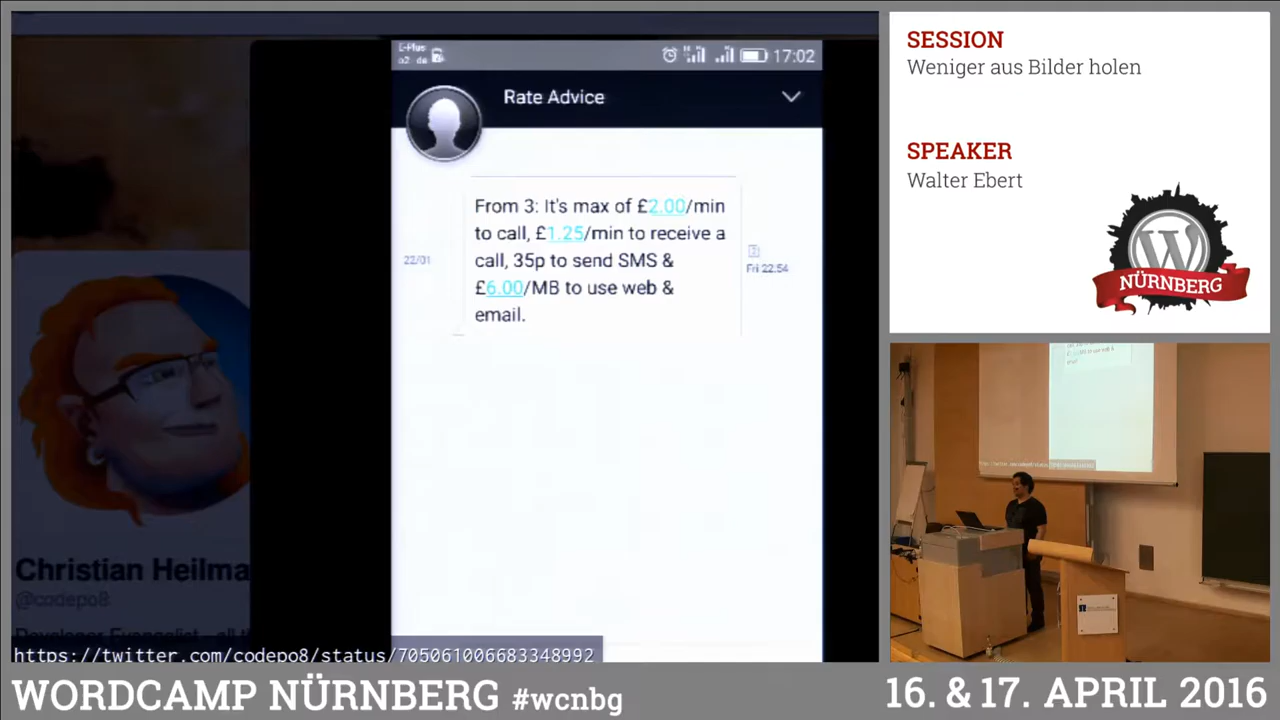 E-Plus
o2 - de
17:02
Rate Advice
From 3: It's max of £2.00/min
to call, £1.25/min to receive a
call, 35p to send SMS &
£6.00/MB to use web &
email.
22/01
Fri 22:54
Christian Heilma
@codepo8
https://twitter.com/codepo8/status/705061006683348992
SESSION
Weniger aus Bilder holen
SPEAKER
Walter Ebert
W
NÜRNBERG
WORDCAMP NÜRNBERG #wcnbg
16. & 17. APRIL 2016